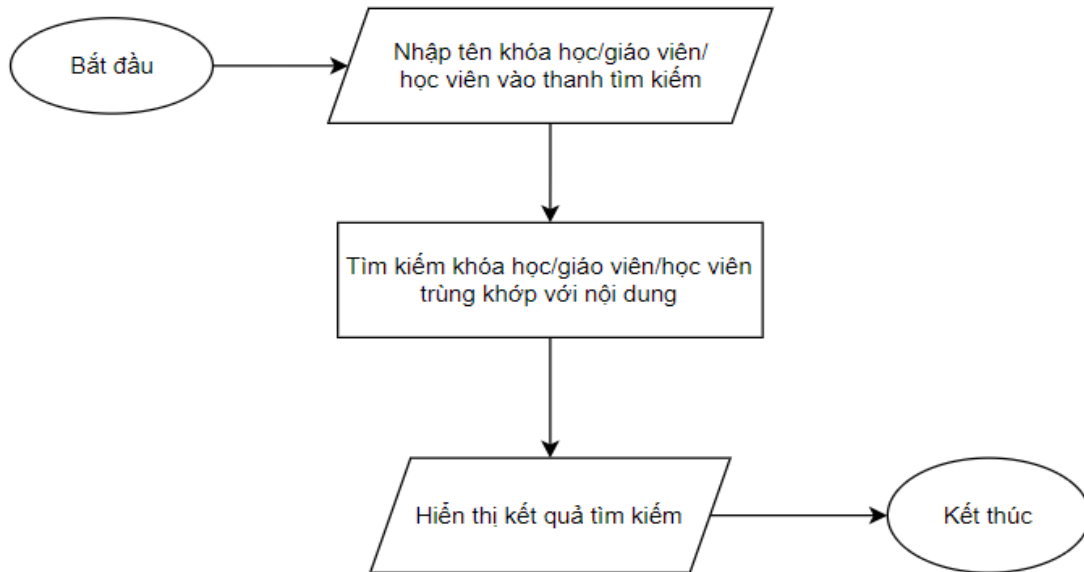 Bắt đầu
Nhập tên khóa học/giáo viên/
học viên vào thanh tìm kiếm
Tìm kiếm khóa học/giáo viên/học viên
trùng khớp với nội dung
Hiển thị kết quả tìm kiếm
Kết thúc